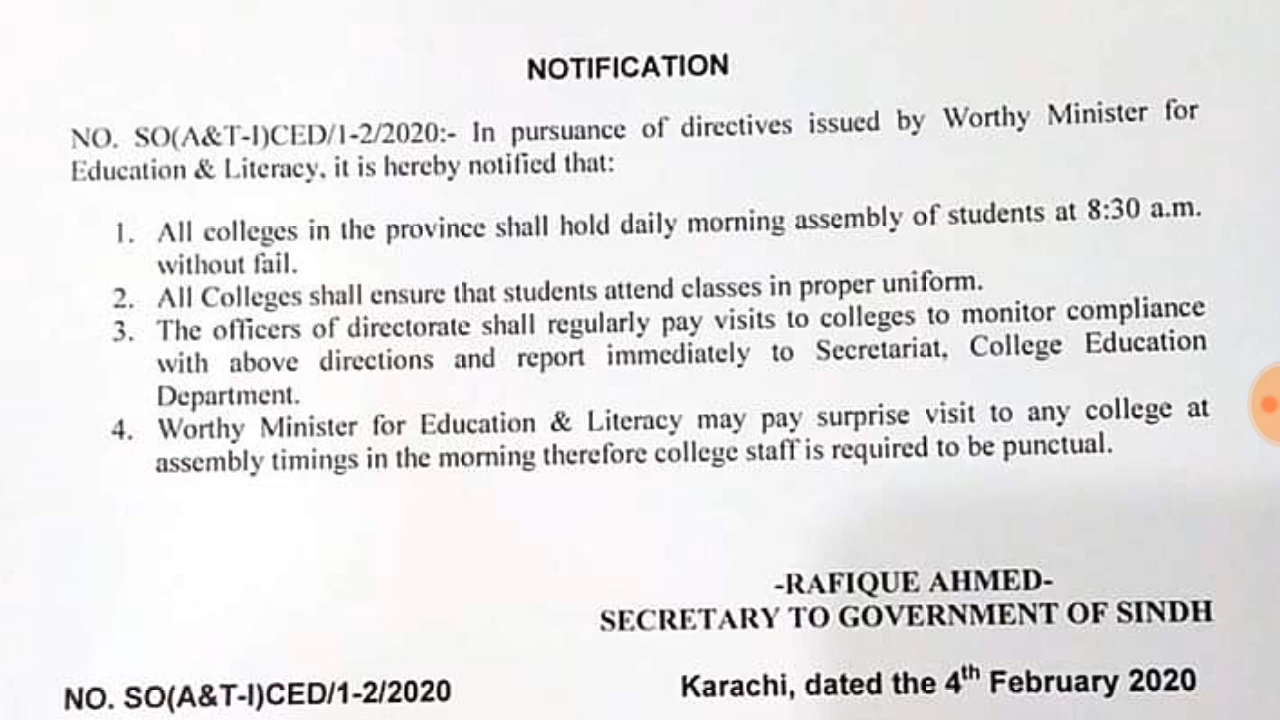 NOTIFICATION
NO. SO(A&T-I)CED/1-2/2020:- In pursuance of directives issued by Worthy Minister for
Education & Literacy, it is hereby notified that:
1. All colleges in the province shall hold daily morning assembly of students at 8:30 a.m.
without fail.
2. All Colleges shall ensure that students attend classes in proper uniform.
3. The officers of directorate shall regularly pay visits to colleges to monitor compliance
with above directions and report immediately to Secretariat, College Education
Department.
4. Worthy Minister for Education & Literacy may pay surprise visit to any college at
assembly timings in the morning therefore college staff is required to be punctual.
-RAFIQUE AHMED-
SECRETARY TO GOVERNMENT OF SINDH
NO. SO(A&T-I)CED/1-2/2020 Karachi, dated the 4th February 2020